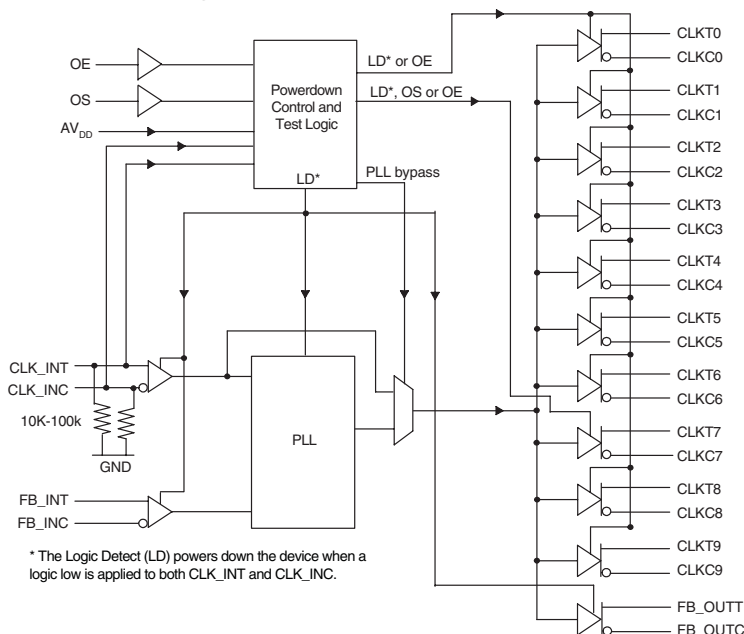 OE
OS
AVDD
Powerdown
Control and
Test Logic
LD*
LD* or OE
LD*, OS or OE
PLL bypass
CLK_INT
CLK_INC
10K-100k
GND
PLL
FB_INT
FB_INC
CLKT0
CLKC0
CLKT1
CLKC1
CLKT2
CLKC2
CLKT3
CLKC3
CLKT4
CLKC4
CLKT5
CLKC5
CLKT6
CLKC6
CLKT7
CLKC7
CLKT8
CLKC8
CLKT9
CLKC9
FB_OUTT
FB_OUTC
* The Logic Detect (LD) powers down the device when a
logic low is applied to both CLK_INT and CLK_INC.